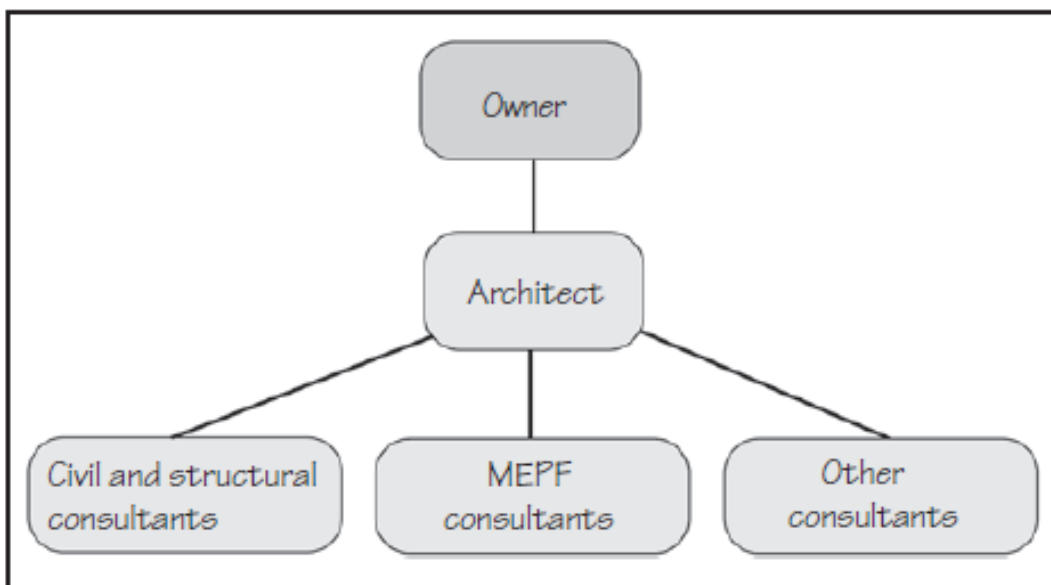 Owner
Architect
Civil and structural
consultants
MEPF
consultants
Other
consultants